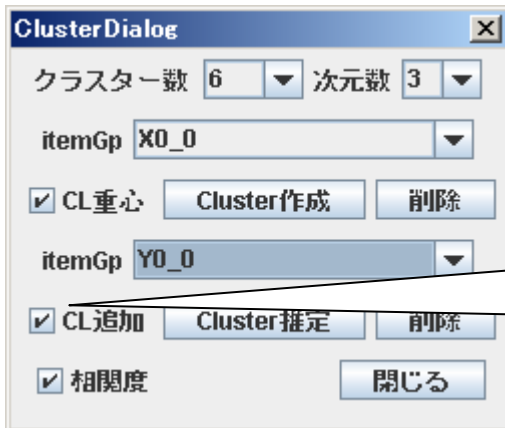 ClusterDialog
クラスター数 6 次元数 3
itemGp X0_0
CL重心 Cluster作成 削除
itemGp Y0_0
CL追加 Cluster推定 削除
相関度 閉じる